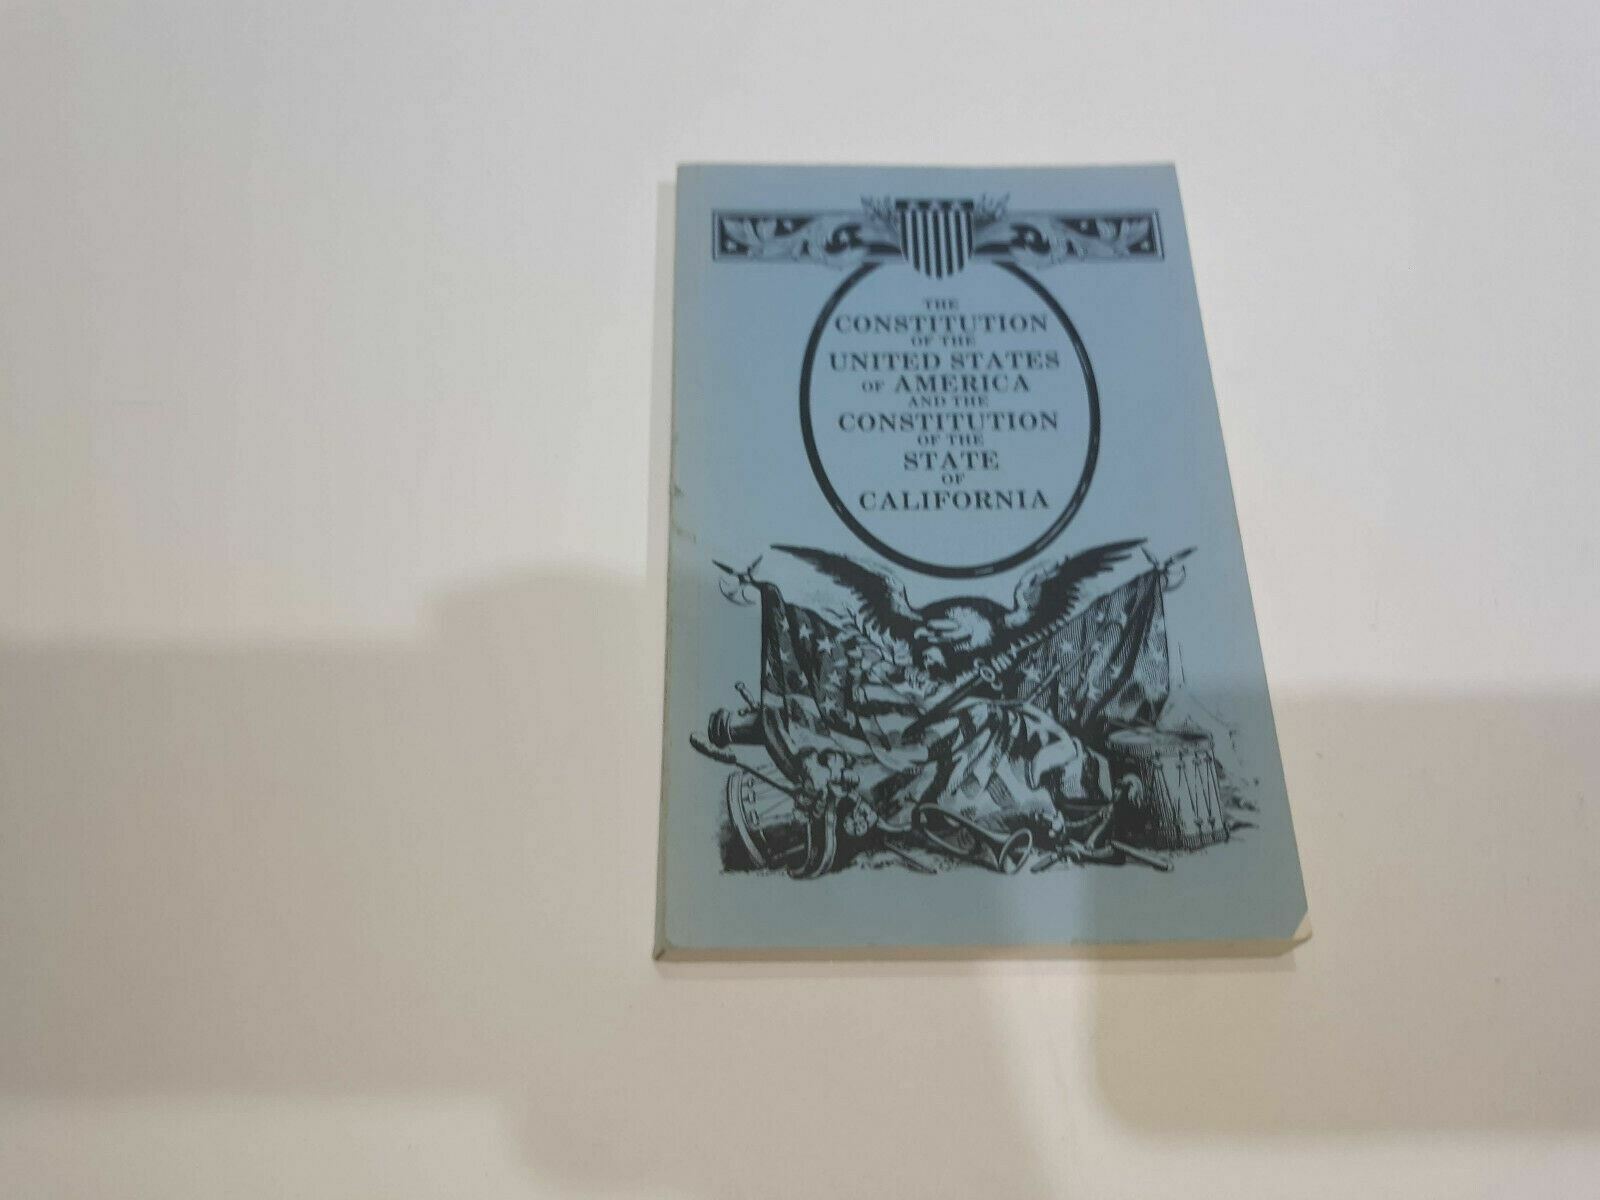 THE
CONSTITUTION
OF THE
UNITED STATES
OF AMERICA
AND THE
CONSTITUTION
OF THE
STATE
OF
CALIFORNIA